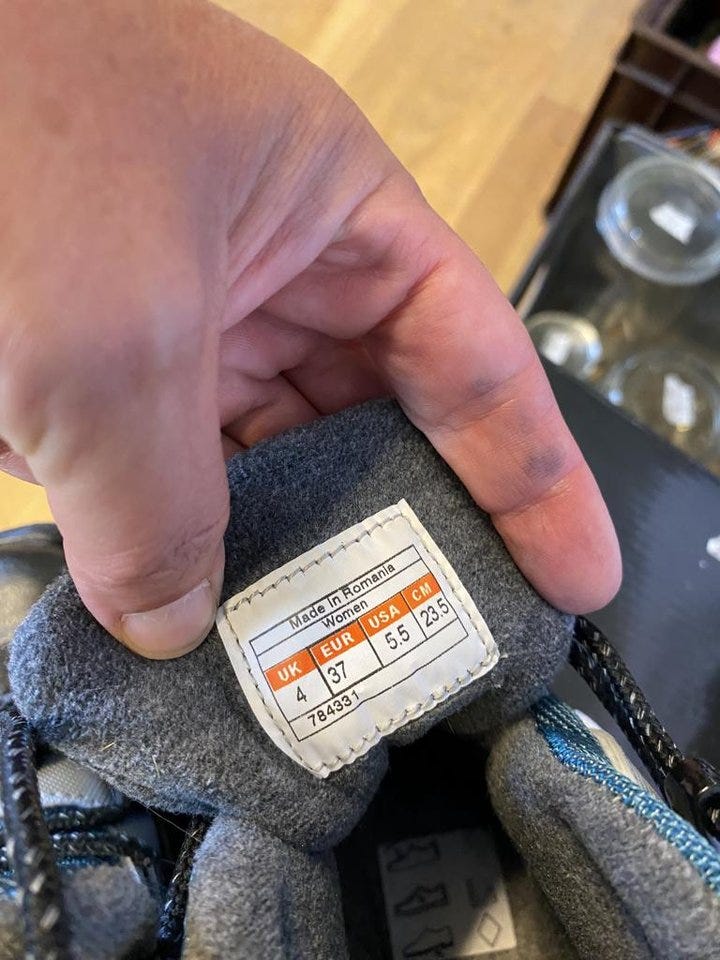 Made in Romania
Women
UK EUR USA CM
4 37 5.5 23.5
784331